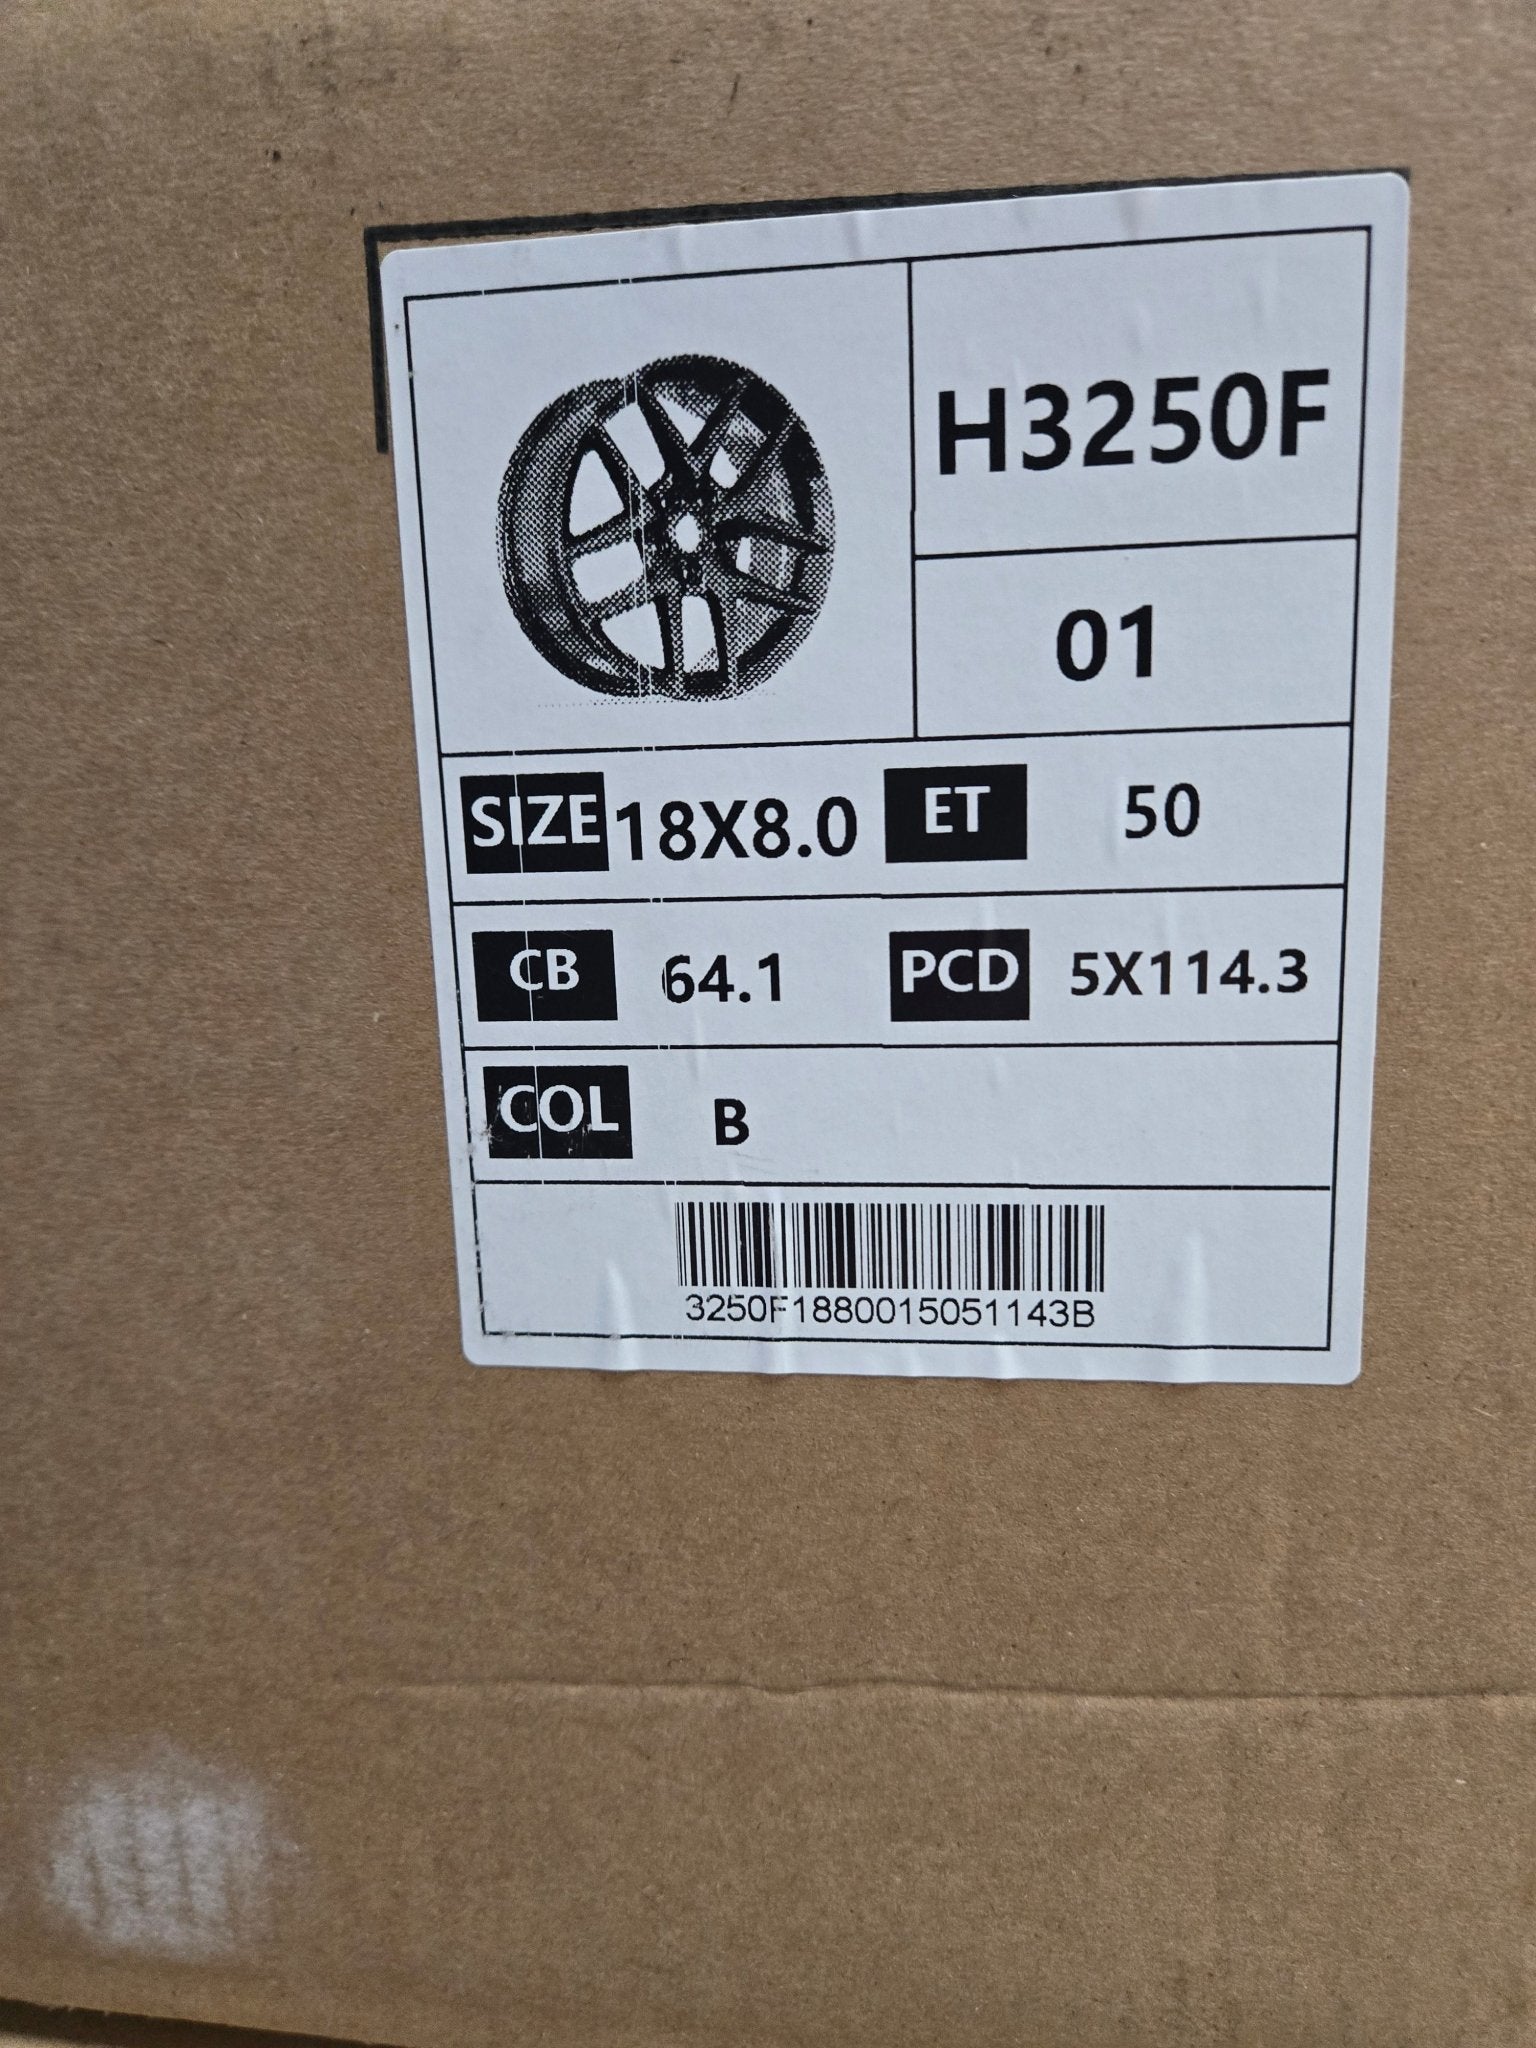 H3250F
01
SIZE 18X8.0 ET 50
CB 64.1 PCD 5X114.3
COL B
3250F1880015051143B